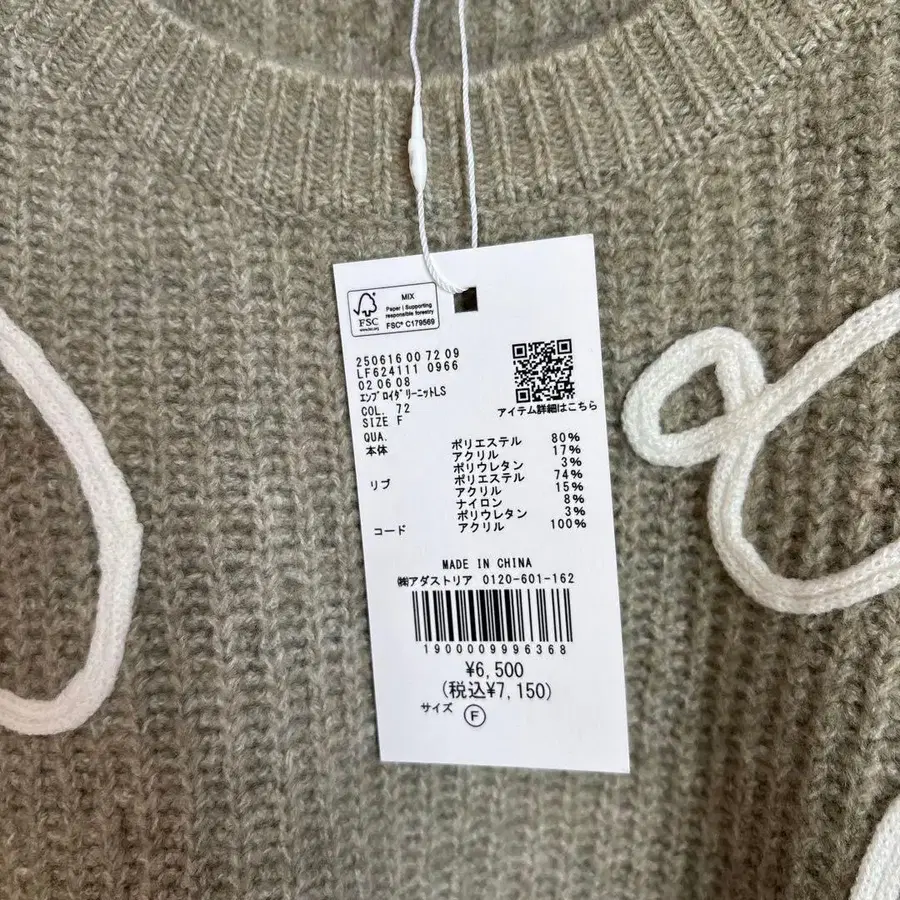 FSC
www.fsc.org
MIX
Paper | Supporting
responsible forestry
FSC® C179569
250616 00 72 09
LF624111 0966
02 06 08
ｴﾝﾌﾞﾛｲﾀﾞﾘｰﾆｯﾄLS
COL. 72
SIZE F
QUA.
アイテム詳細はこちら
本体 ポリエステル 80%
アクリル 17%
ポリウレタン 3%
リブ ポリエステル 74%
アクリル 15%
ナイロン 8%
ポリウレタン 3%
コード アクリル 100%
MADE IN CHINA
㈱アダストリア 0120-601-162
1900009996368
¥6,500
(税込¥7,150)
サイズ Ⓕ